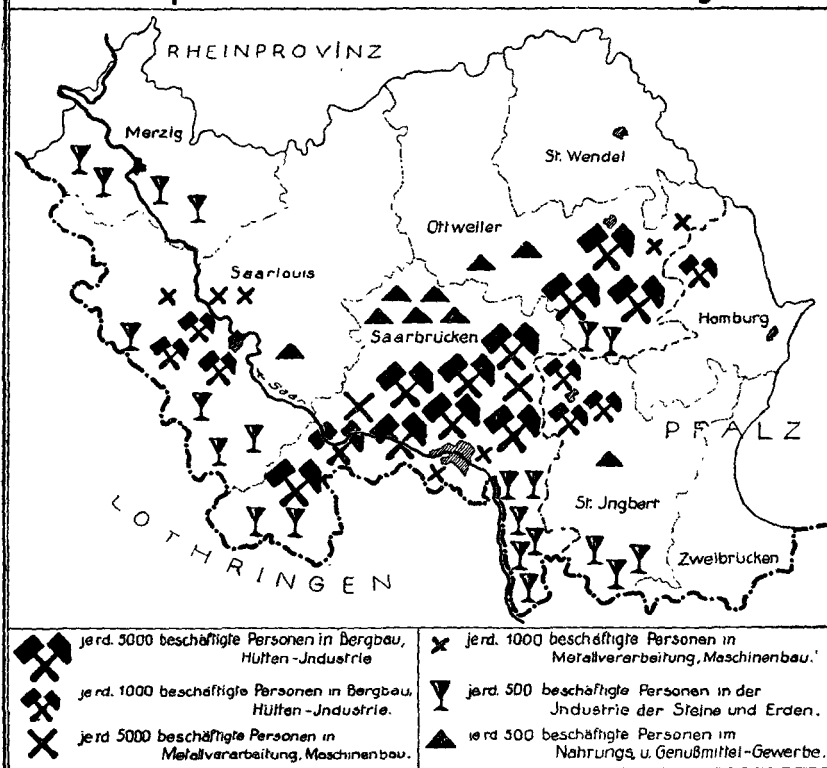 RHEINPROVINZ
Merzig
St. Wendel
Ottweiler
Saarlouis
Homburg
Saarbrücken
Saar
PFALZ
St. Jngbert
LOTHRINGEN
Zweibrücken
je rd. 5000 beschäftigte Personen in Bergbau,
Hütten-Jndustrie
je rd. 1000 beschäftigte Personen in Bergbau,
Hütten-Jndustrie.
je rd 5000 beschäftigte Personen in
Metallverarbeitung, Maschinenbau.
je rd. 1000 beschäftigte Personen in
Metallverarbeitung, Maschinenbau.
je rd. 500 beschäftigte Personen in der
Jndustrie der Steine und Erden.
je rd 500 beschäftigte Personen im
Nahrungs, u. Genußmittel-Gewerbe.